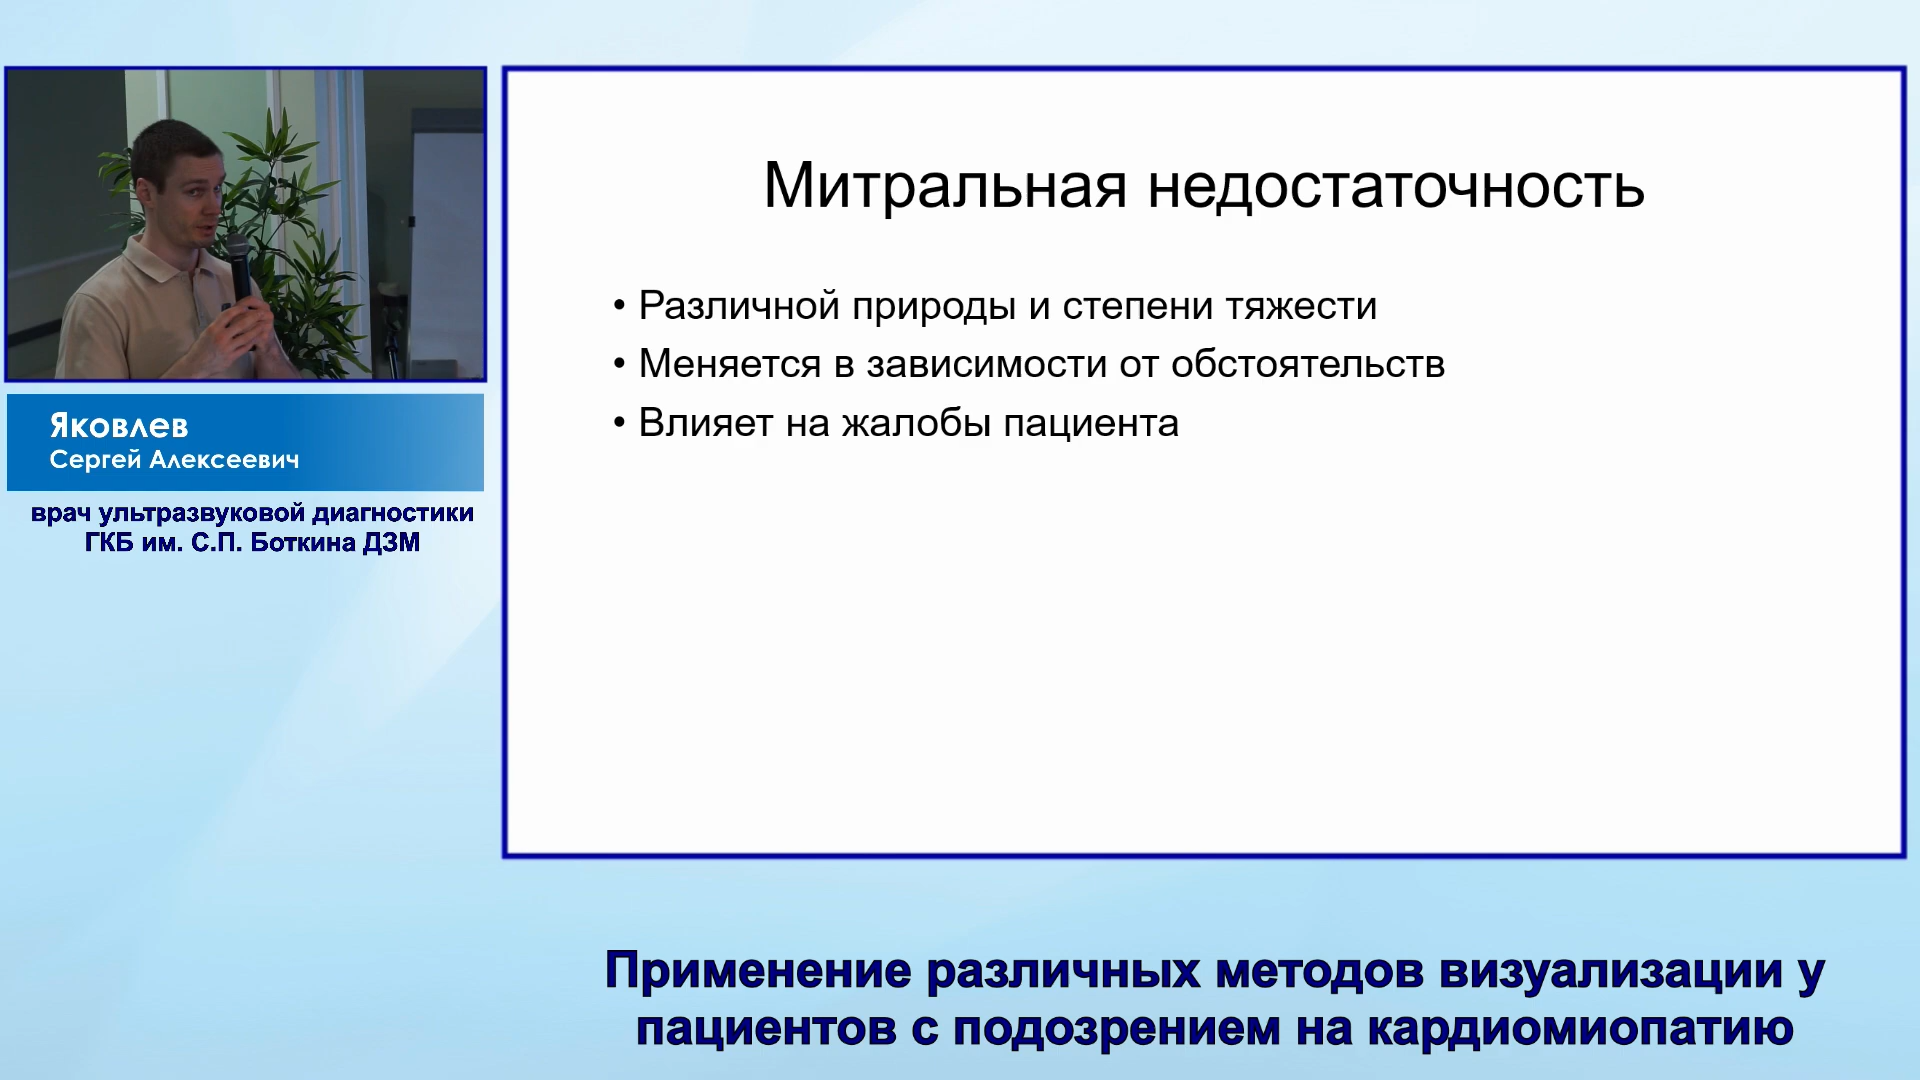 Митральная недостаточность
• Различной природы и степени тяжести
• Меняется в зависимости от обстоятельств
• Влияет на жалобы пациента
Яковлев
Сергей Алексеевич
врач ультразвуковой диагностики
ГКБ им. С.П. Боткина ДЗМ
Применение различных методов визуализации у
пациентов с подозрением на кардиомиопатию